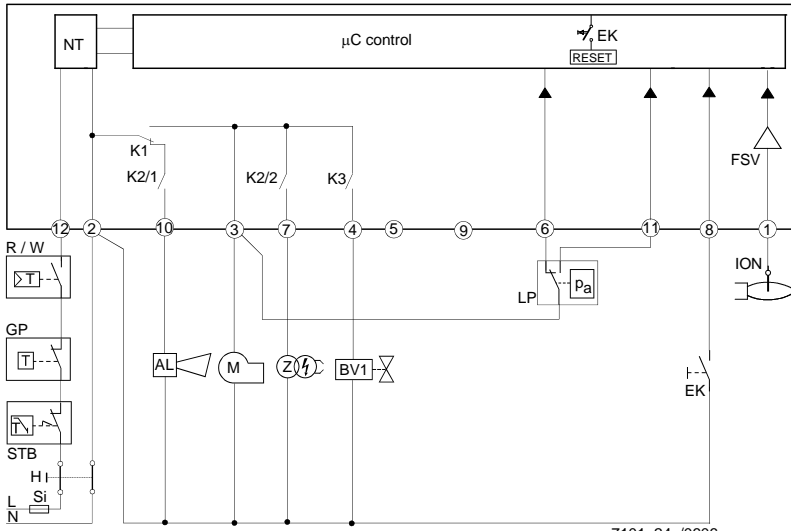 NT
µC control
EK
RESET
FSV
K1
K2/1
K2/2
K3
12
2
10
3
7
4
5
9
6
11
8
1
R / W
T
GP
T
STB
T
H
L
Si
N
AL
M
Z
BV1
LP
pa
ION
EK